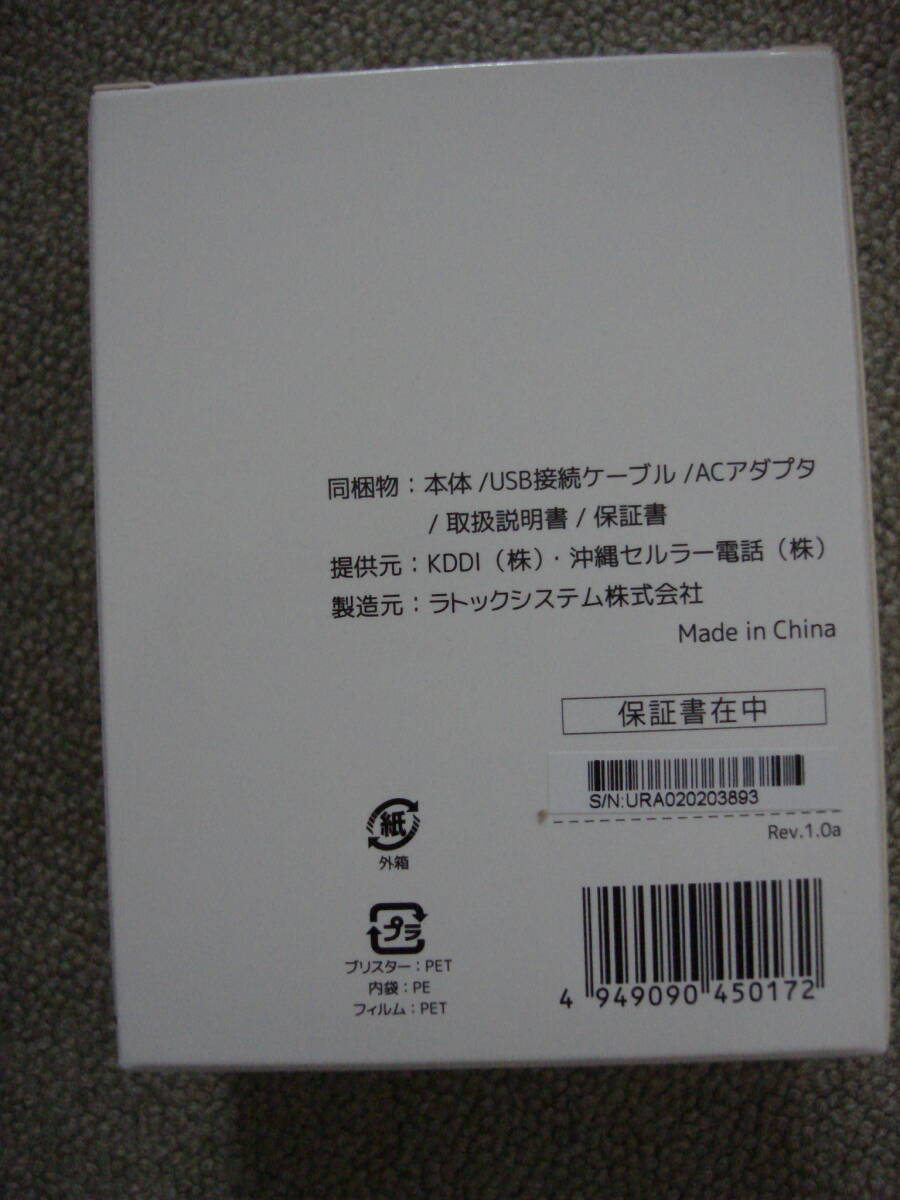 同梱物：本体 /USB接続ケーブル /ACアダプタ
/ 取扱説明書 / 保証書
提供元：KDDI（株）・沖縄セルラー電話（株）
製造元：ラトックシステム株式会社
Made in China
保証書在中
S/N:URA020203893
Rev.1.0a
紙
外箱
プラ
ブリスター：PET
内袋：PE
フィルム：PET
4 949090 450172